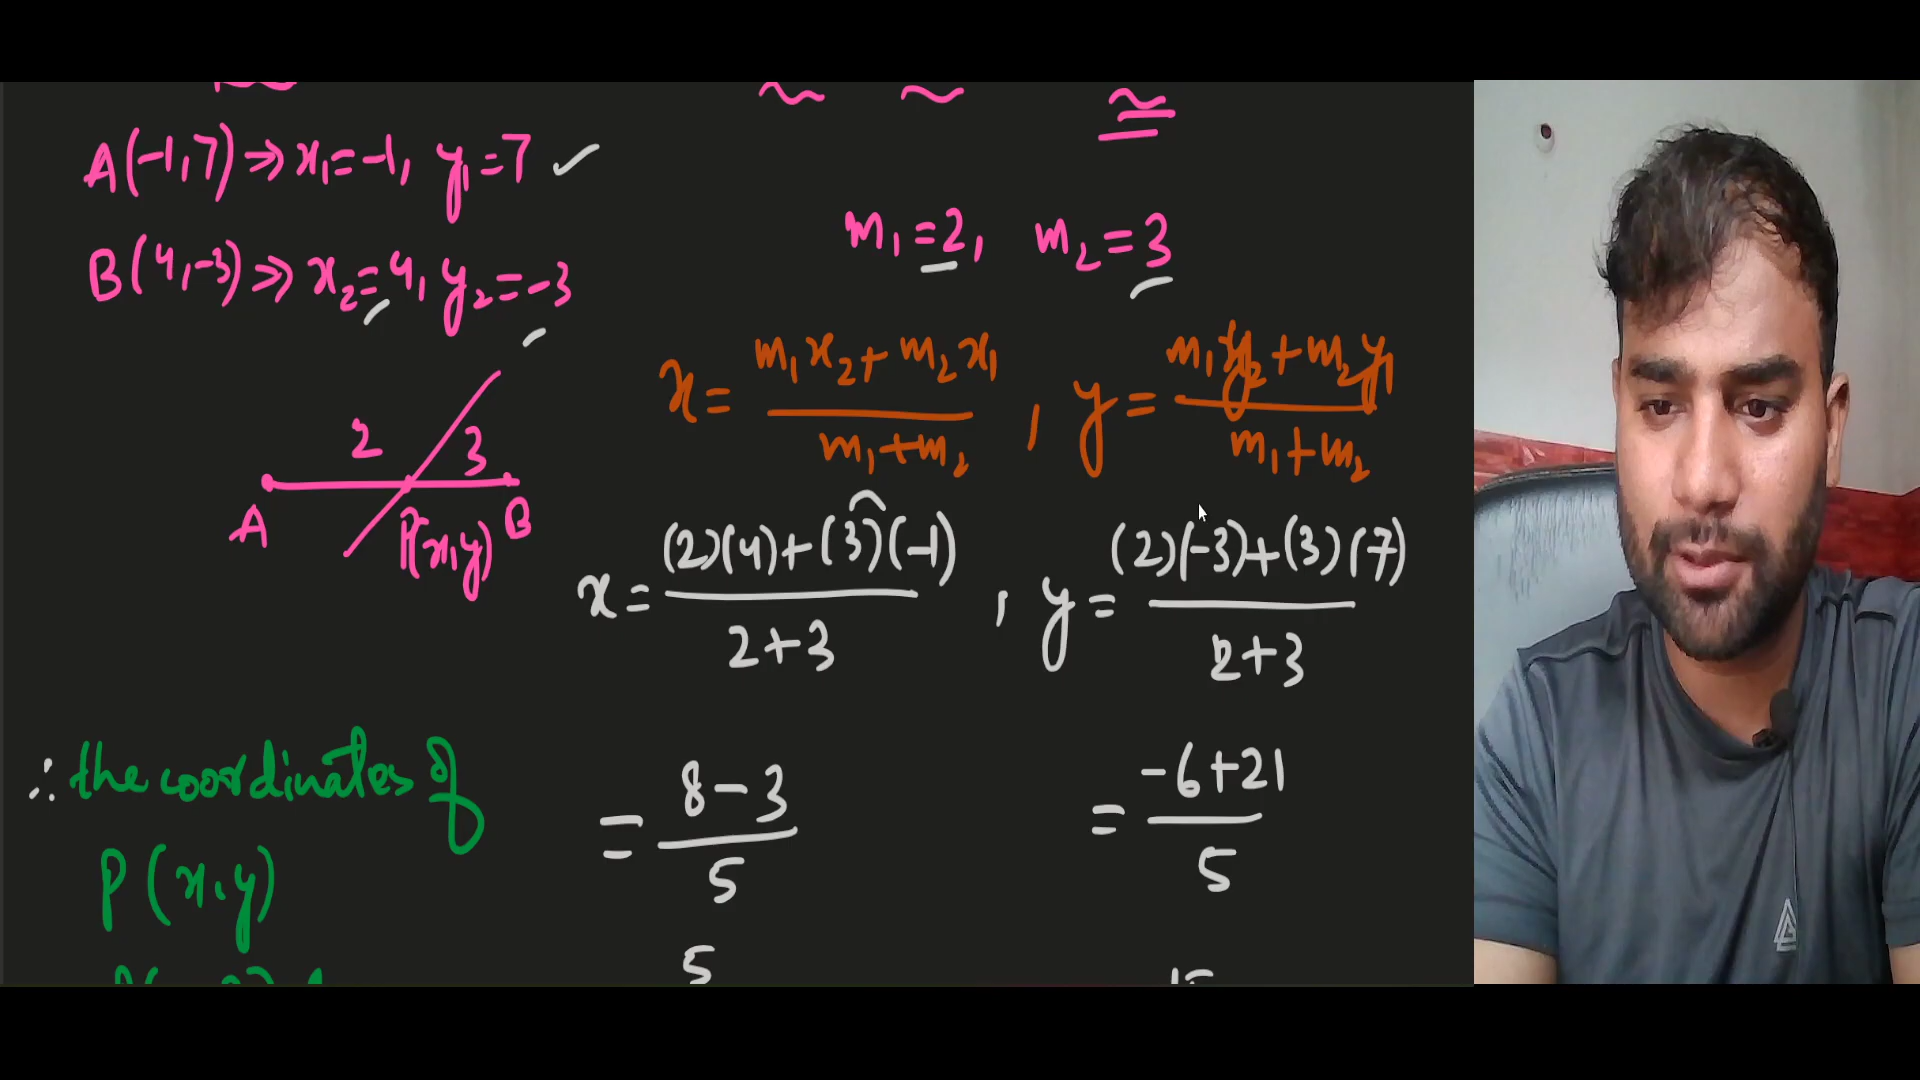 A(-1,7) ⇒ x₁=-1, y₁=7 ✓
B(4,-3) ⇒ x₂=4, y₂=-3
m₁=2, m₂=3
x = (m₁x₂+m₂x₁)/(m₁+m₂) , y = (m₁y₂+m₂y₁)/(m₁+m₂)
2 3
A P(x,y) B
x = ((2)(4)+(3)(-1))/(2+3) , y = ((2)(-3)+(3)(7))/(2+3)
= (8-3)/5
= (-6+21)/5
5
∴ the coordinates of
P(x,y)